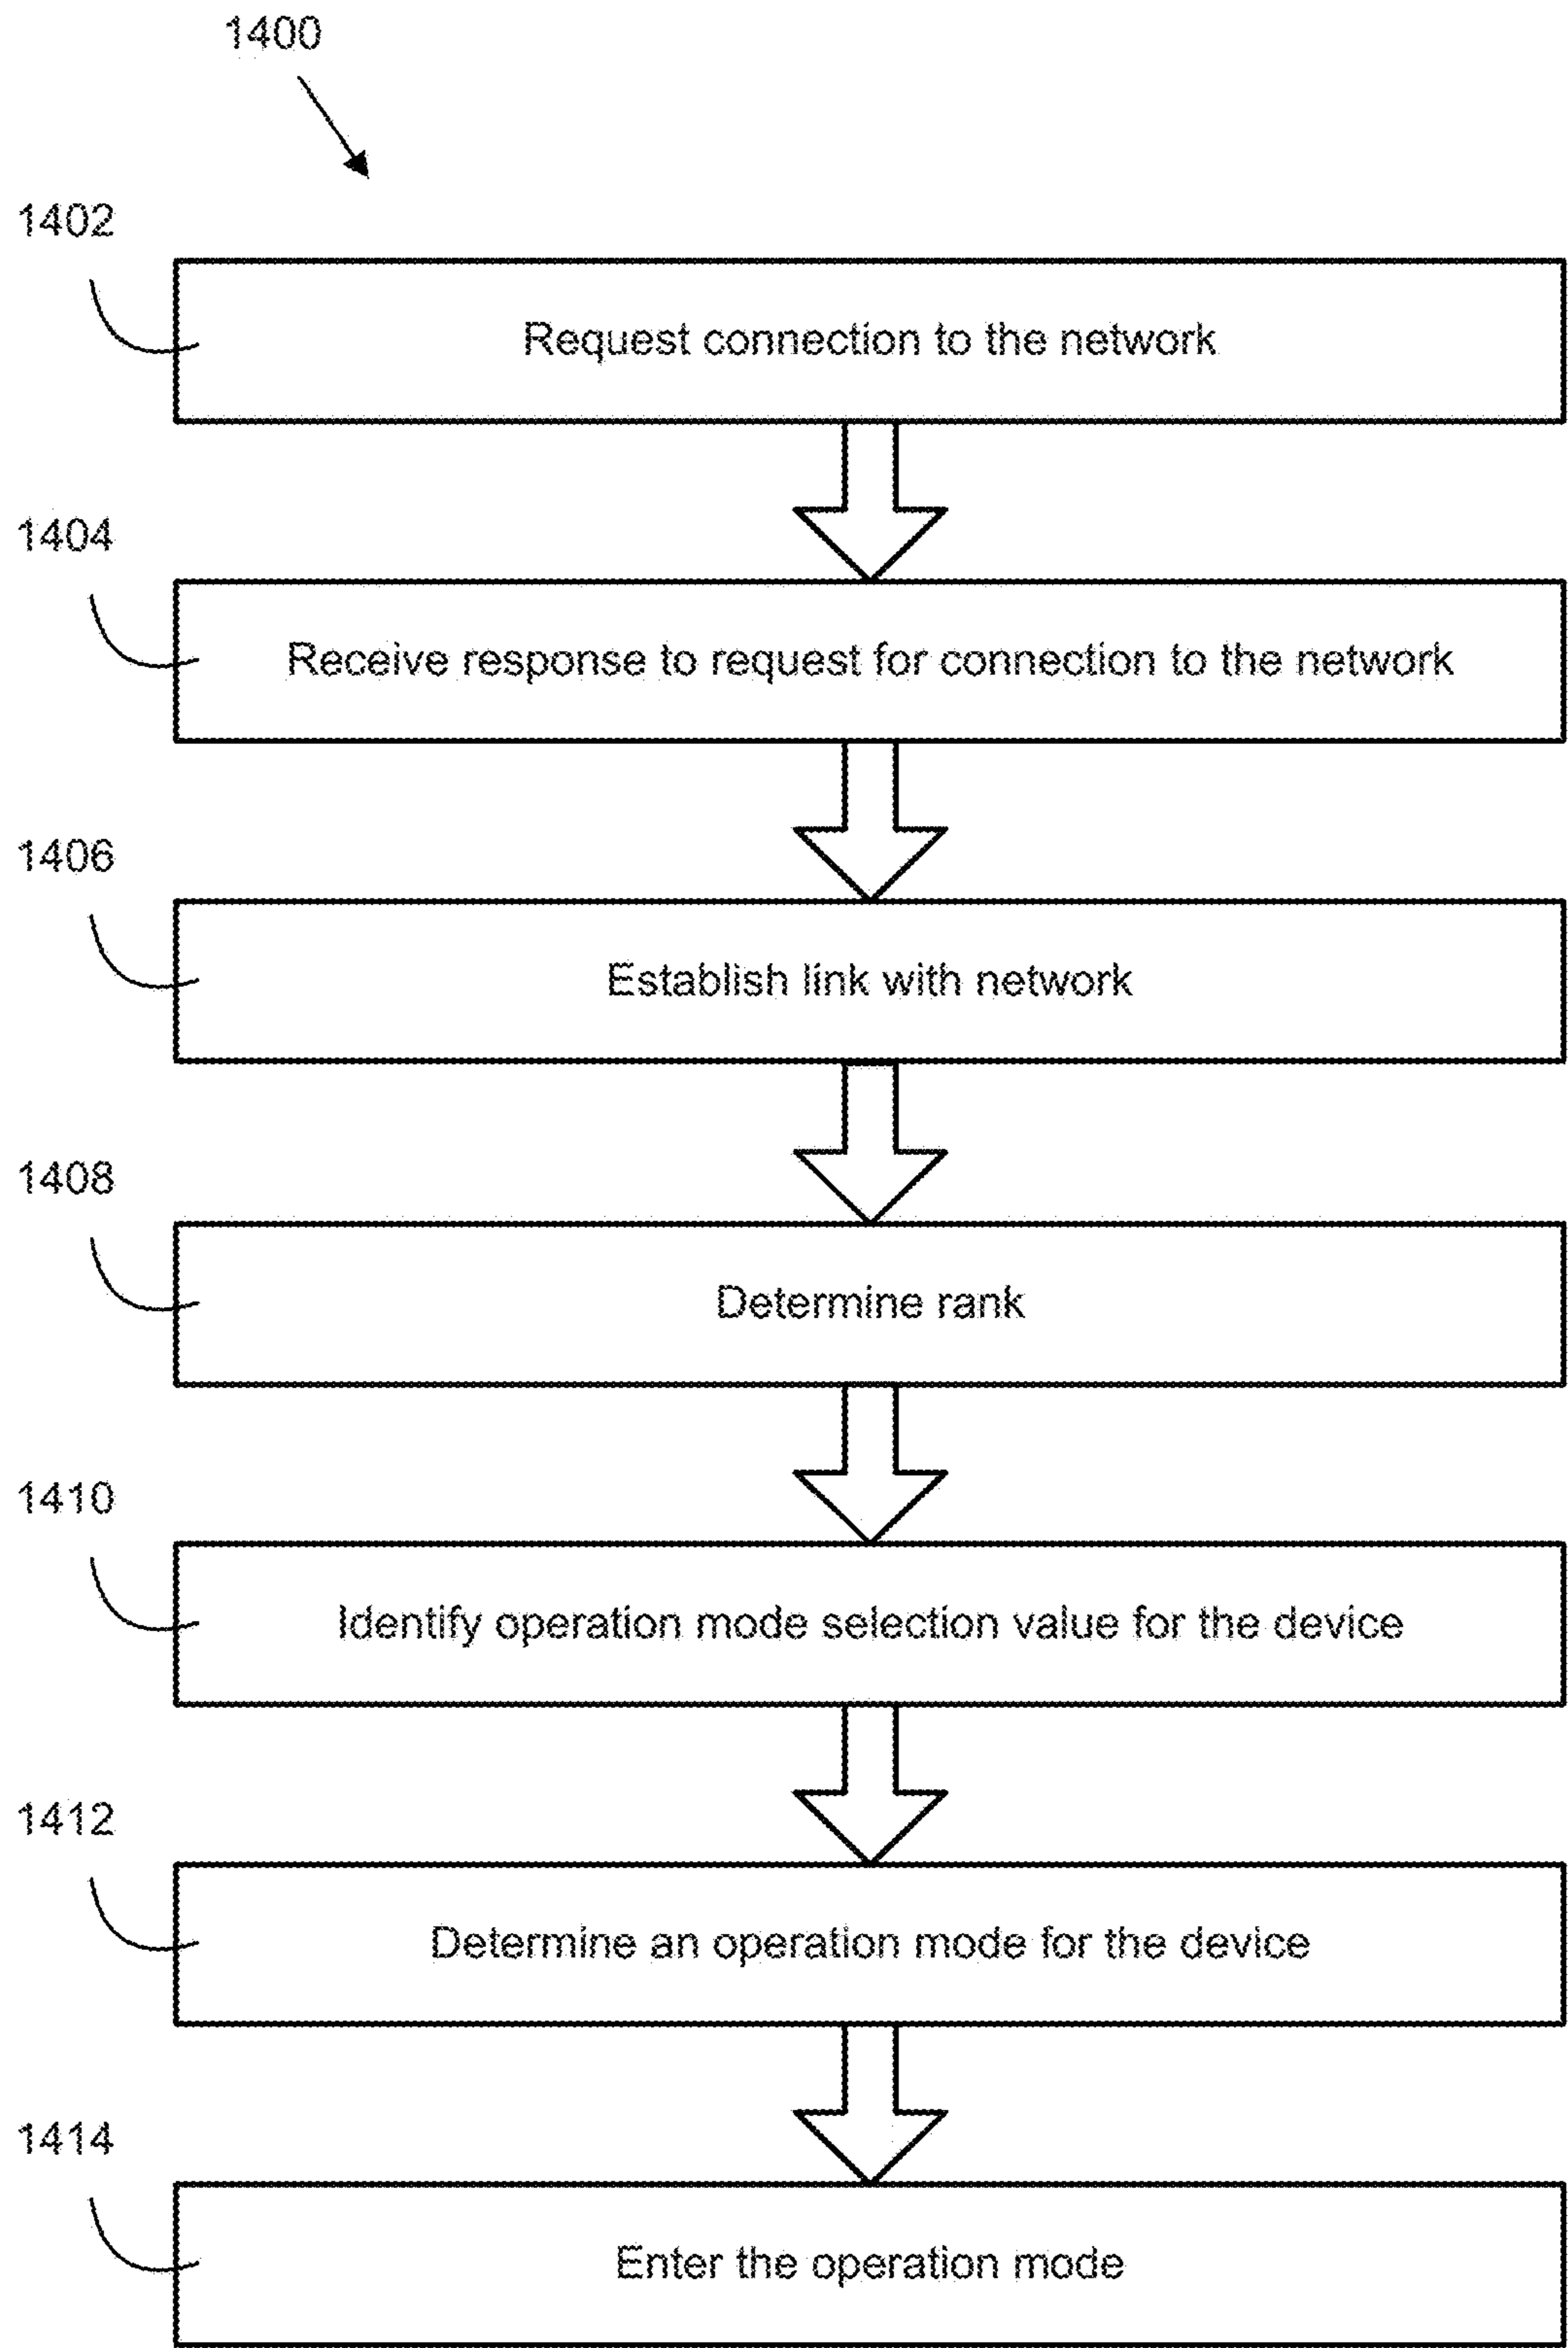 1400
1402
Request connection to the network
1404
Receive response to request for connection to the network
1406
Establish link with network
1408
Determine rank
1410
Identify operation mode selection value for the device
1412
Determine an operation mode for the device
1414
Enter the operation mode